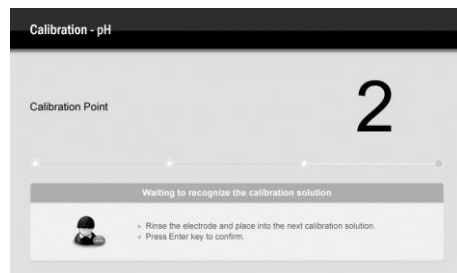 Calibration - pH
Calibration Point
2
Waiting to recognize the calibration solution
Rinse the electrode and place into the next calibration solution.
Press Enter key to confirm.